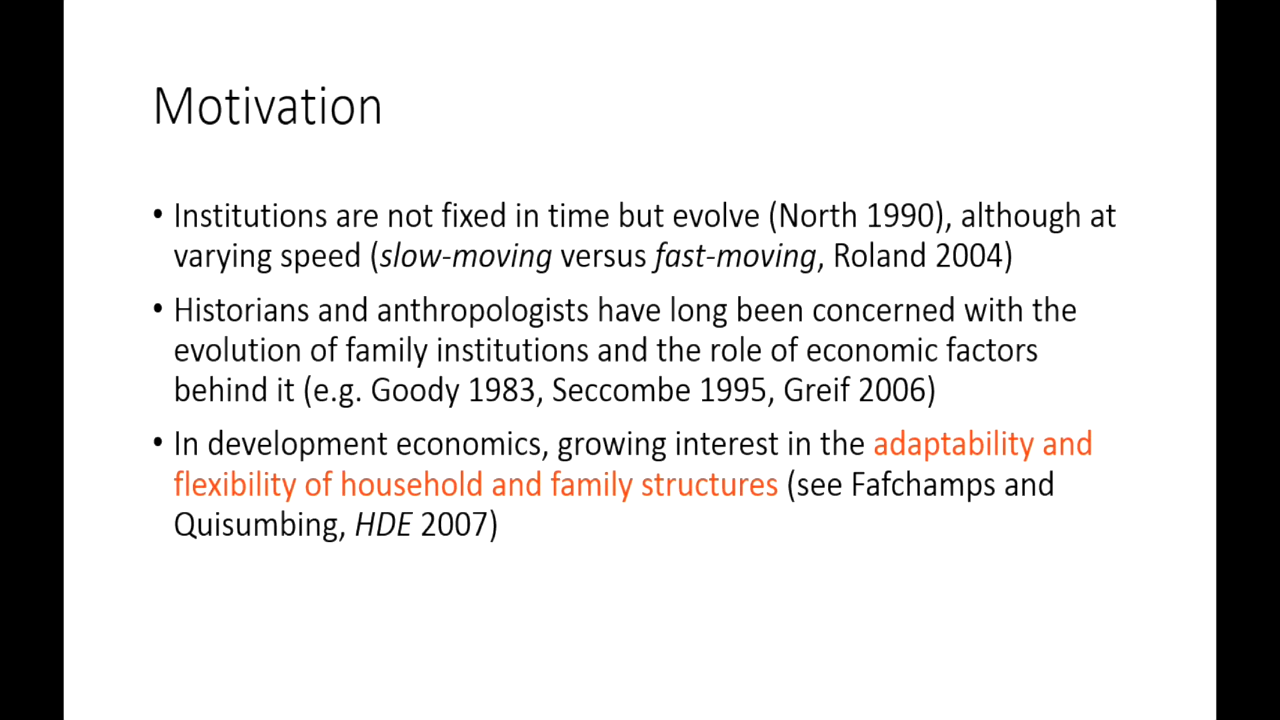 Motivation
• Institutions are not fixed in time but evolve (North 1990), although at
varying speed (slow-moving versus fast-moving, Roland 2004)
• Historians and anthropologists have long been concerned with the
evolution of family institutions and the role of economic factors
behind it (e.g. Goody 1983, Seccombe 1995, Greif 2006)
• In development economics, growing interest in the adaptability and
flexibility of household and family structures (see Fafchamps and
Quisumbing, HDE 2007)